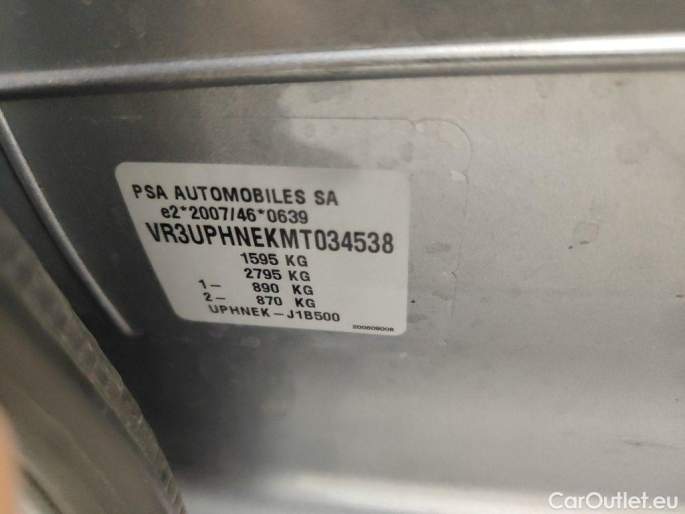 PSA AUTOMOBILES SA
e2*2007/46*0639
VR3UPHNEKMT034538
1595 KG
2795 KG
1- 890 KG
2- 870 KG
UPHNEK-J1B500
CarOutlet.eu